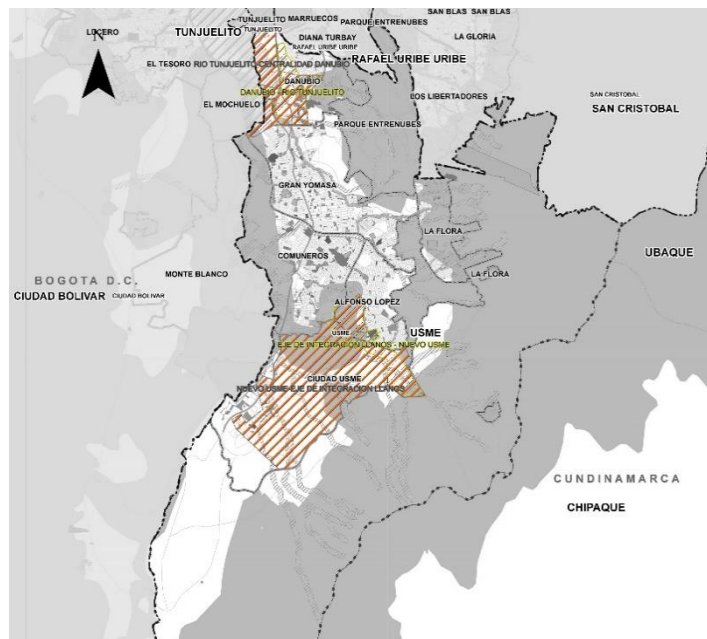 SAN BLAS SAN BLAS
TUNJUELITO MARRUECOS
PARQUE ENTRENUBES
N
LUCERO
TUNJUELITO
TUNJUELITO
DIANA TURBAY
LA GLORIA
RAFAEL URIBE URIBE
RAFAEL URIBE URIBE
EL TESORO
RIO TUNJUELITO-CENTRALIDAD DANUBIO
DANUBIO
DANUBIO - RIO TUNJUELITO
LOS LIBERTADORES
SAN CRISTOBAL
SAN CRISTOBAL
EL MOCHUELO
PARQUE ENTRENUBES
GRAN YOMASA
LA FLORA
UBAQUE
COMUNEROS
LA FLORA
MONTE BLANCO
BOGOTA D.C.
CIUDAD BOLIVAR
CIUDAD BOLIVAR
ALFONSO LOPEZ
USME
USME
EJE DE INTEGRACION LLANOS - NUEVO USME
CIUDAD USME
NUEVO USME-EJE DE INTEGRACION LLANOS
CUNDINAMARCA
CHIPAQUE